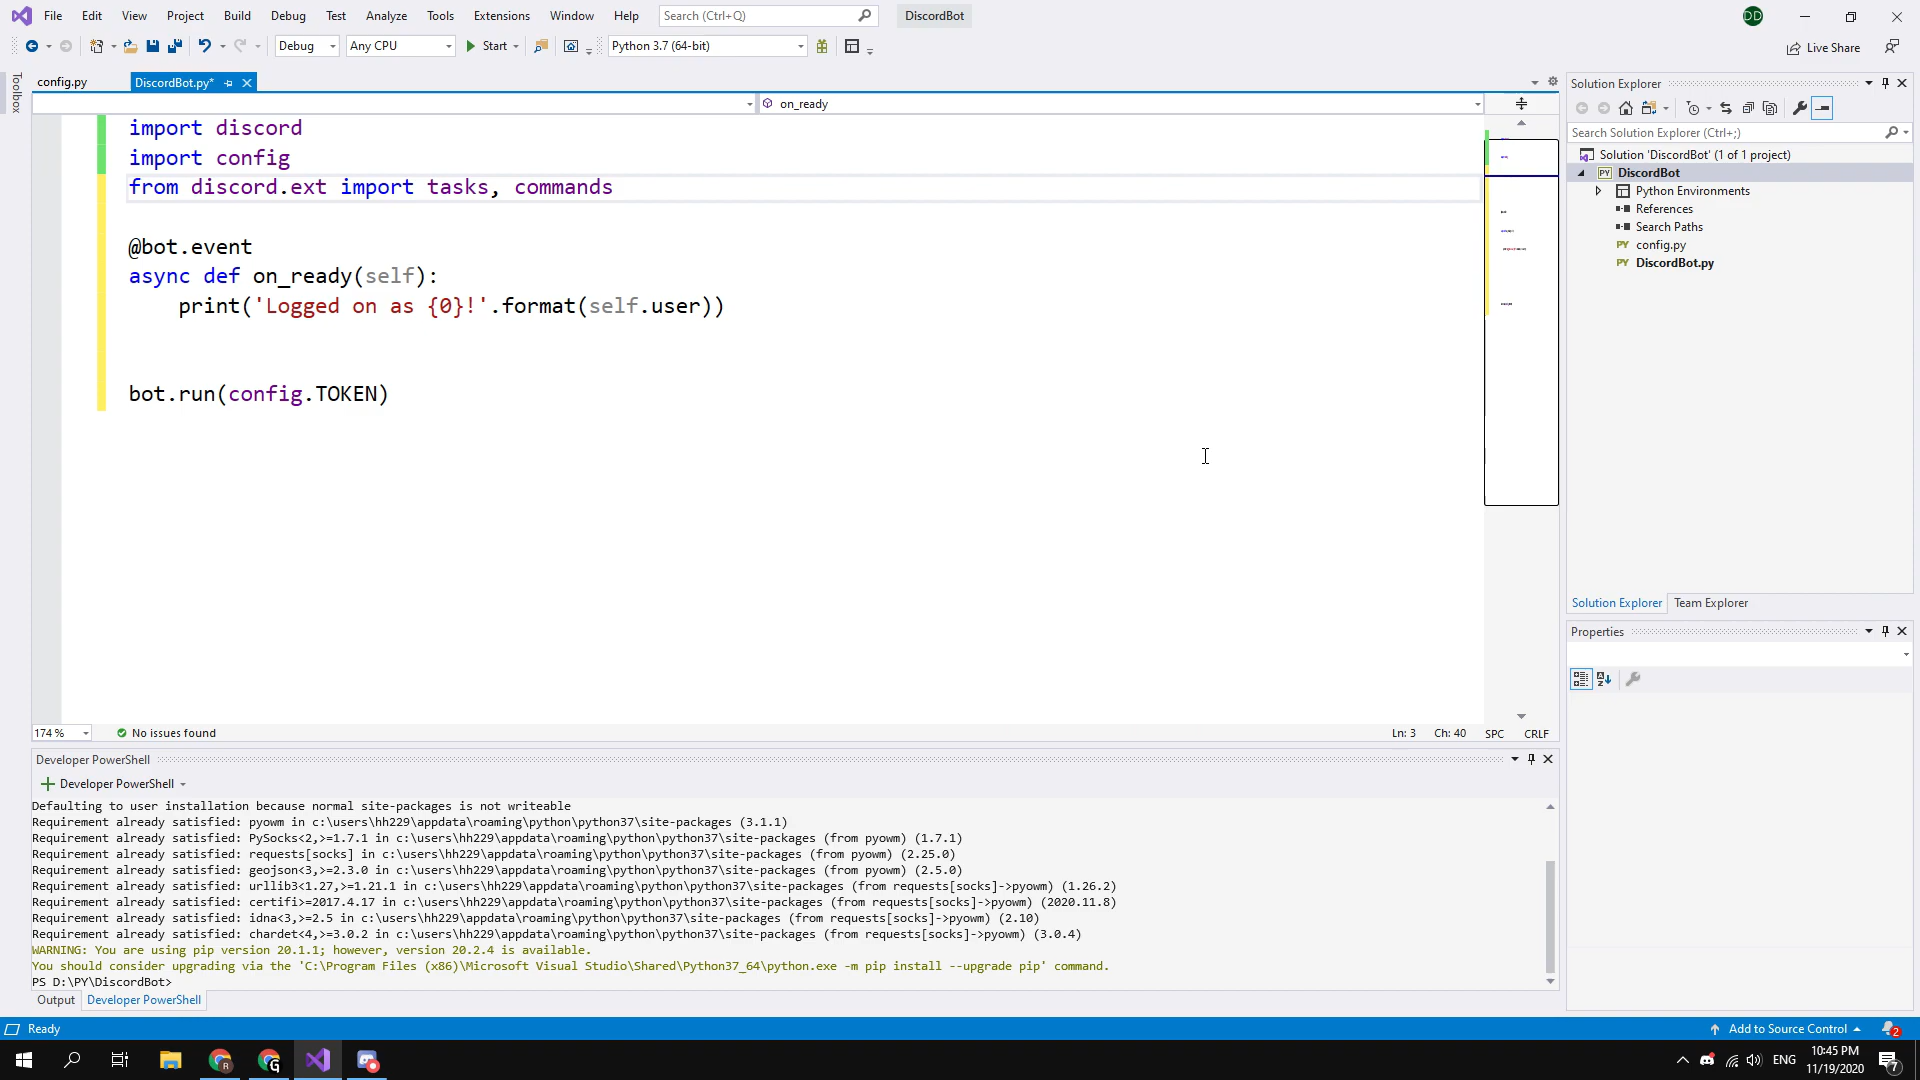 File Edit View Project Build Debug Test Analyze Tools Extensions Window Help Search (Ctrl+Q) DiscordBot DD
Debug Any CPU Start Python 3.7 (64-bit) Live Share
Toolbox
config.py DiscordBot.py*
on_ready
import discord
import config
from discord.ext import tasks, commands
@bot.event
async def on_ready(self):
print('Logged on as {0}!'.format(self.user))
bot.run(config.TOKEN)
174 % No issues found Ln: 3 Ch: 40 SPC CRLF
Solution Explorer
Search Solution Explorer (Ctrl+;)
Solution 'DiscordBot' (1 of 1 project)
PY DiscordBot
Python Environments
References
Search Paths
PY config.py
PY DiscordBot.py
Solution Explorer Team Explorer
Properties
Developer PowerShell
Developer PowerShell
Defaulting to user installation because normal site-packages is not writeable
Requirement already satisfied: pyowm in c:\users\hh229\appdata\roaming\python\python37\site-packages (3.1.1)
Requirement already satisfied: PySocks<2,>=1.7.1 in c:\users\hh229\appdata\roaming\python\python37\site-packages (from pyowm) (1.7.1)
Requirement already satisfied: requests[socks] in c:\users\hh229\appdata\roaming\python\python37\site-packages (from pyowm) (2.25.0)
Requirement already satisfied: geojson<3,>=2.3.0 in c:\users\hh229\appdata\roaming\python\python37\site-packages (from pyowm) (2.5.0)
Requirement already satisfied: urllib3<1.27,>=1.21.1 in c:\users\hh229\appdata\roaming\python\python37\site-packages (from requests[socks]->pyowm) (1.26.2)
Requirement already satisfied: certifi>=2017.4.17 in c:\users\hh229\appdata\roaming\python\python37\site-packages (from requests[socks]->pyowm) (2020.11.8)
Requirement already satisfied: idna<3,>=2.5 in c:\users\hh229\appdata\roaming\python\python37\site-packages (from requests[socks]->pyowm) (2.10)
Requirement already satisfied: chardet<4,>=3.0.2 in c:\users\hh229\appdata\roaming\python\python37\site-packages (from requests[socks]->pyowm) (3.0.4)
WARNING: You are using pip version 20.1.1; however, version 20.2.4 is available.
You should consider upgrading via the 'C:\Program Files (x86)\Microsoft Visual Studio\Shared\Python37_64\python.exe -m pip install --upgrade pip' command.
PS D:\PY\DiscordBot>
Output Developer PowerShell
Ready Add to Source Control 2
ENG 10:45 PM
11/19/2020 7